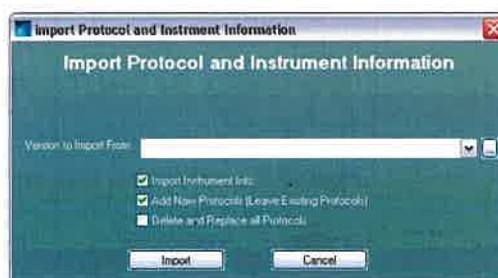 Import Protocol and Instrment Information
Import Protocol and Instrument Information
Version to Import From:
Import Instrument Info
Add New Protocols (Leave Existing Protocols)
Delete and Replace all Protocols
Import
Cancel